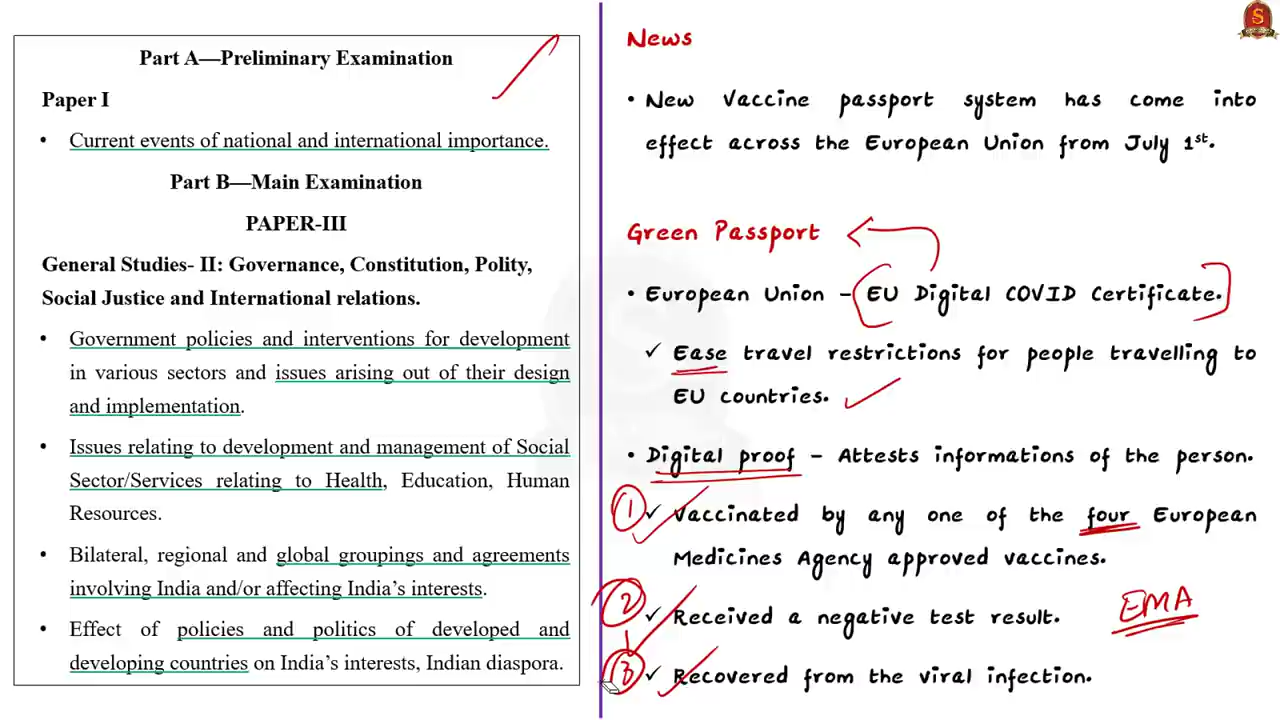 Part A—Preliminary Examination
Paper I
• Current events of national and international importance.
Part B—Main Examination
PAPER-III
General Studies- II: Governance, Constitution, Polity,
Social Justice and International relations.
• Government policies and interventions for development
in various sectors and issues arising out of their design
and implementation.
• Issues relating to development and management of Social
Sector/Services relating to Health, Education, Human
Resources.
• Bilateral, regional and global groupings and agreements
involving India and/or affecting India's interests.
• Effect of policies and politics of developed and
developing countries on India's interests, Indian diaspora.
News
• New Vaccine passport system has come into
effect across the European Union from July 1st.
Green Passport
• European Union – EU Digital COVID Certificate.
✓ Ease travel restrictions for people travelling to
EU countries.
• Digital proof – Attests informations of the person.
1 ✓ Vaccinated by any one of the four European
Medicines Agency approved vaccines.
2 ✓ Received a negative test result.
EMA
3 ✓ Recovered from the viral infection.